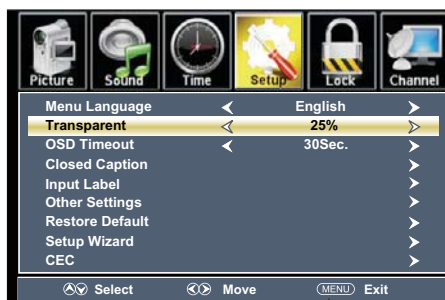 Picture Sound Time Setup Lock Channel
Menu Language English
Transparent 25%
OSD Timeout 30Sec.
Closed Caption
Input Label
Other Settings
Restore Default
Setup Wizard
CEC
Select Move MENU Exit